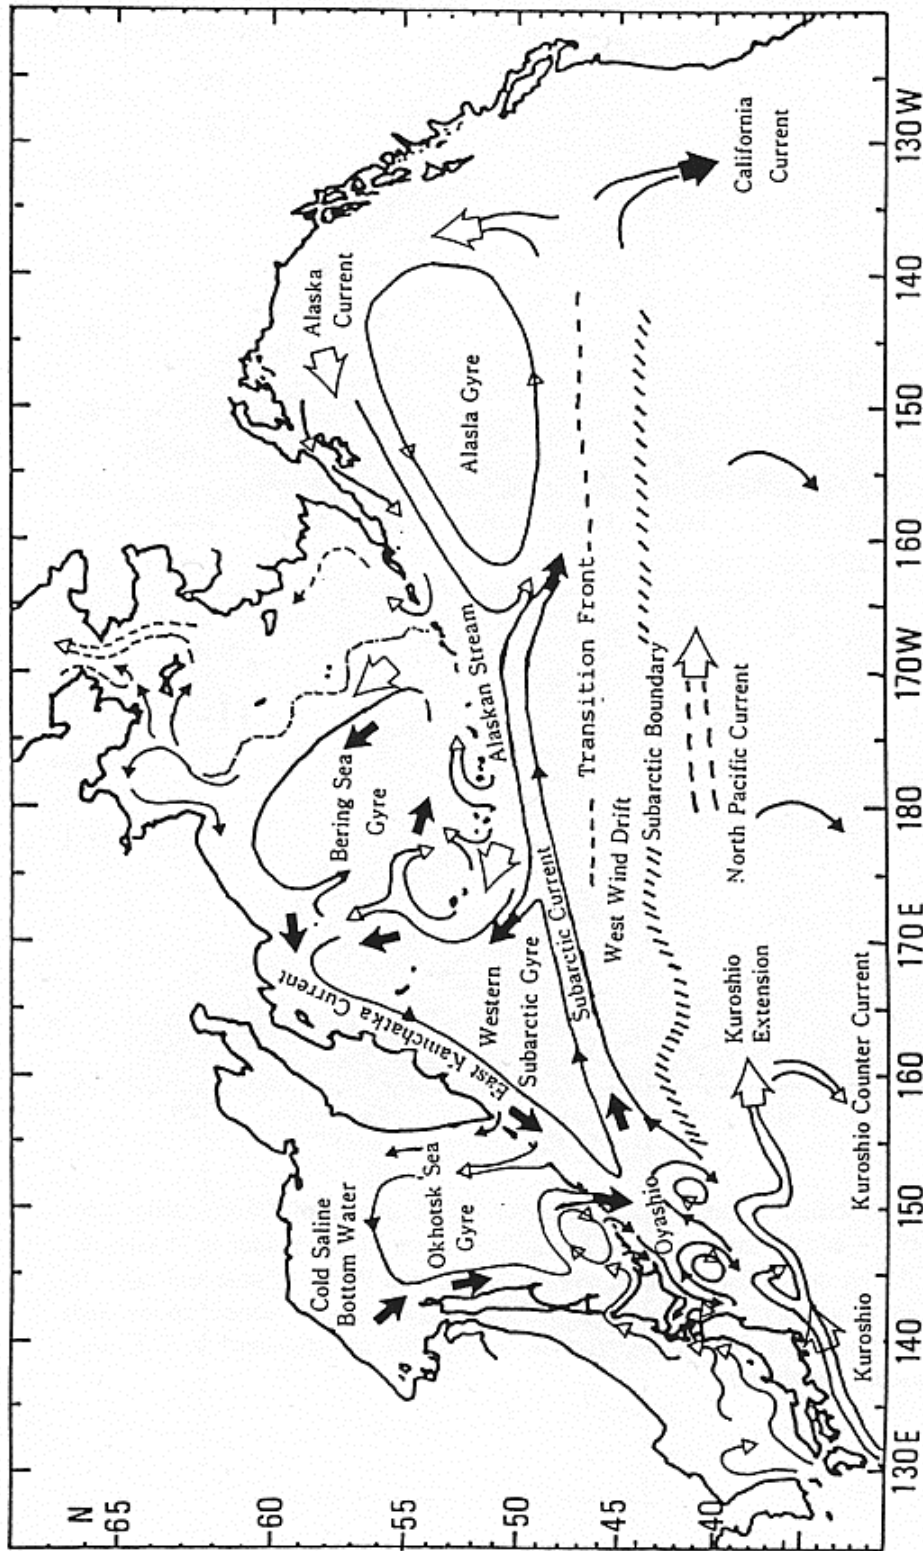 N
65
60
55
50
45
40
130 E
140
150
160
170 E
180
170W
160
150
140
130 W
Cold Saline
Bottom Water
Okhotsk Sea
Gyre
East Kamchatka Current
Bering Sea
Gyre
Alaska
Current
Alasla Gyre
Alaskan Stream
Western
Subarctic Gyre
Subarctic Current
Oyashio
Transition Front
West Wind Drift
Subarctic Boundary
North Pacific Current
Kuroshio
Extension
Kuroshio Counter Current
Kuroshio
California
Current